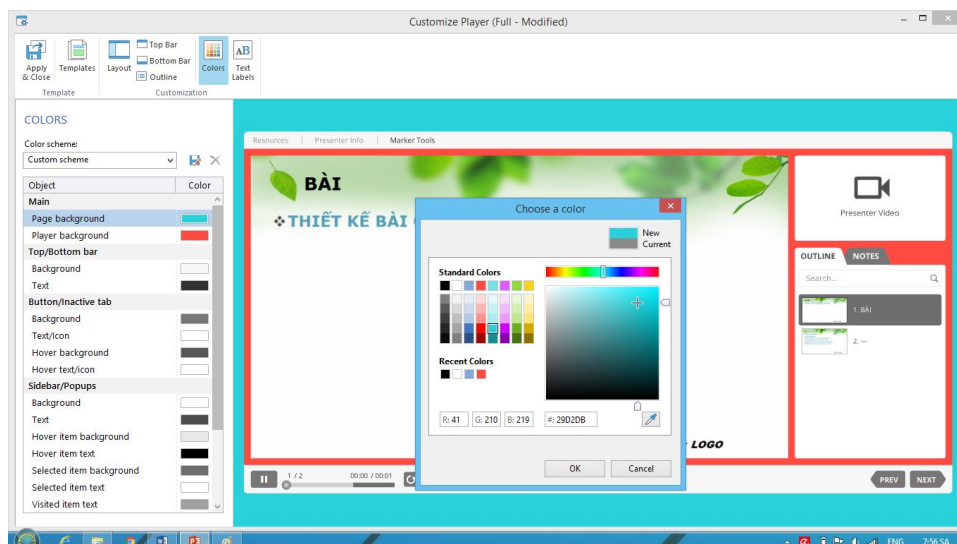 Customize Player (Full - Modified)
Apply & Close
Templates
Layout
Top Bar
Bottom Bar
Outline
Colors
Text Labels
Template
Customization
COLORS
Color scheme:
Custom scheme
Object Color
Main
Page background
Player background
Top/Bottom bar
Background
Text
Button/Inactive tab
Background
Text/icon
Hover background
Hover text/icon
Sidebar/Popups
Background
Text
Hover item background
Hover item text
Selected item background
Selected item text
Visited item text
Resources | Presenter Info | Marker Tools
BÀI
❖THIẾT KẾ BÀI
LOGO
1 / 2 00:00 / 00:01
PREV NEXT
Presenter Video
OUTLINE NOTES
Search...
1. BÀI
2. ---
Choose a color
New
Current
Standard Colors
Recent Colors
R: 41 G: 210 B: 219 #: 29D2DB
OK Cancel
ENG 7:56 SA